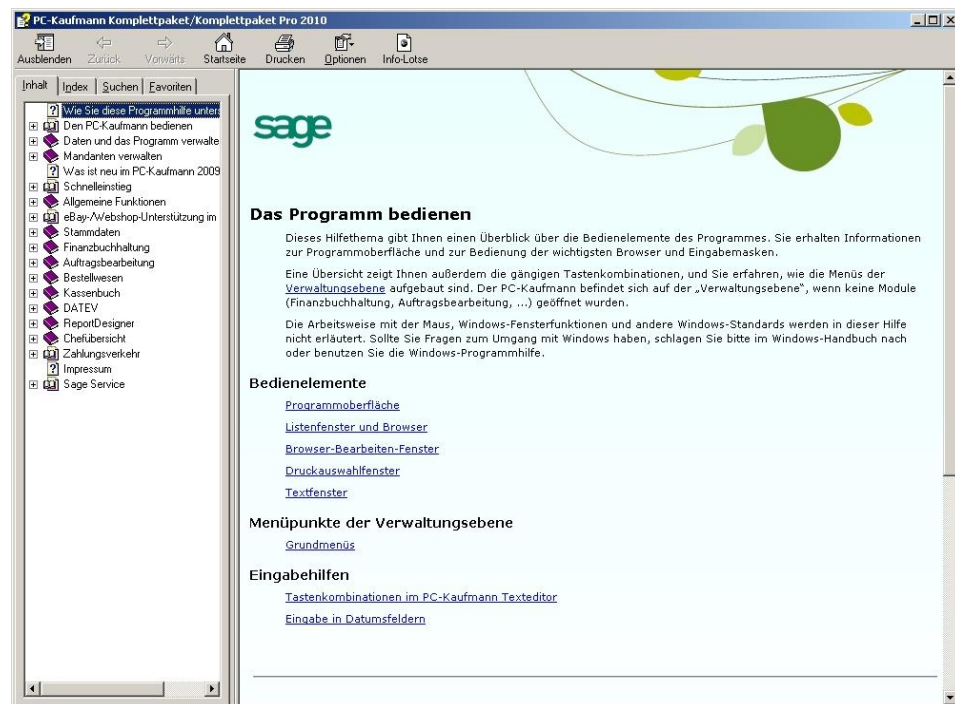 PC-Kaufmann Komplettpaket/Komplettpaket Pro 2010
Ausblenden Zurück Vorwärts Startseite Drucken Optionen Info-Lotse
Inhalt Index Suchen Favoriten
Wie Sie diese Programmhilfe unters
Den PC-Kaufmann bedienen
Daten und das Programm verwalte
Mandanten verwalten
Was ist neu im PC-Kaufmann 2009
Schnelleinstieg
Allgemeine Funktionen
eBay-/Webshop-Unterstützung im
Stammdaten
Finanzbuchhaltung
Auftragsbearbeitung
Bestellwesen
Kassenbuch
DATEV
ReportDesigner
Chefübersicht
Zahlungsverkehr
Impressum
Sage Service
sage
Das Programm bedienen
Dieses Hilfethema gibt Ihnen einen Überblick über die Bedienelemente des Programmes. Sie erhalten Informationen
zur Programmoberfläche und zur Bedienung der wichtigsten Browser und Eingabemasken.
Eine Übersicht zeigt Ihnen außerdem die gängigen Tastenkombinationen, und Sie erfahren, wie die Menüs der
Verwaltungsebene aufgebaut sind. Der PC-Kaufmann befindet sich auf der „Verwaltungsebene“, wenn keine Module
(Finanzbuchhaltung, Auftragsbearbeitung, ...) geöffnet wurden.
Die Arbeitsweise mit der Maus, Windows-Fensterfunktionen und andere Windows-Standards werden in dieser Hilfe
nicht erläutert. Sollte Sie Fragen zum Umgang mit Windows haben, schlagen Sie bitte im Windows-Handbuch nach
oder benutzen Sie die Windows-Programmhilfe.
Bedienelemente
Programmoberfläche
Listenfenster und Browser
Browser-Bearbeiten-Fenster
Druckauswahlfenster
Textfenster
Menüpunkte der Verwaltungsebene
Grundmenüs
Eingabehilfen
Tastenkombinationen im PC-Kaufmann Texteditor
Eingabe in Datumsfeldern